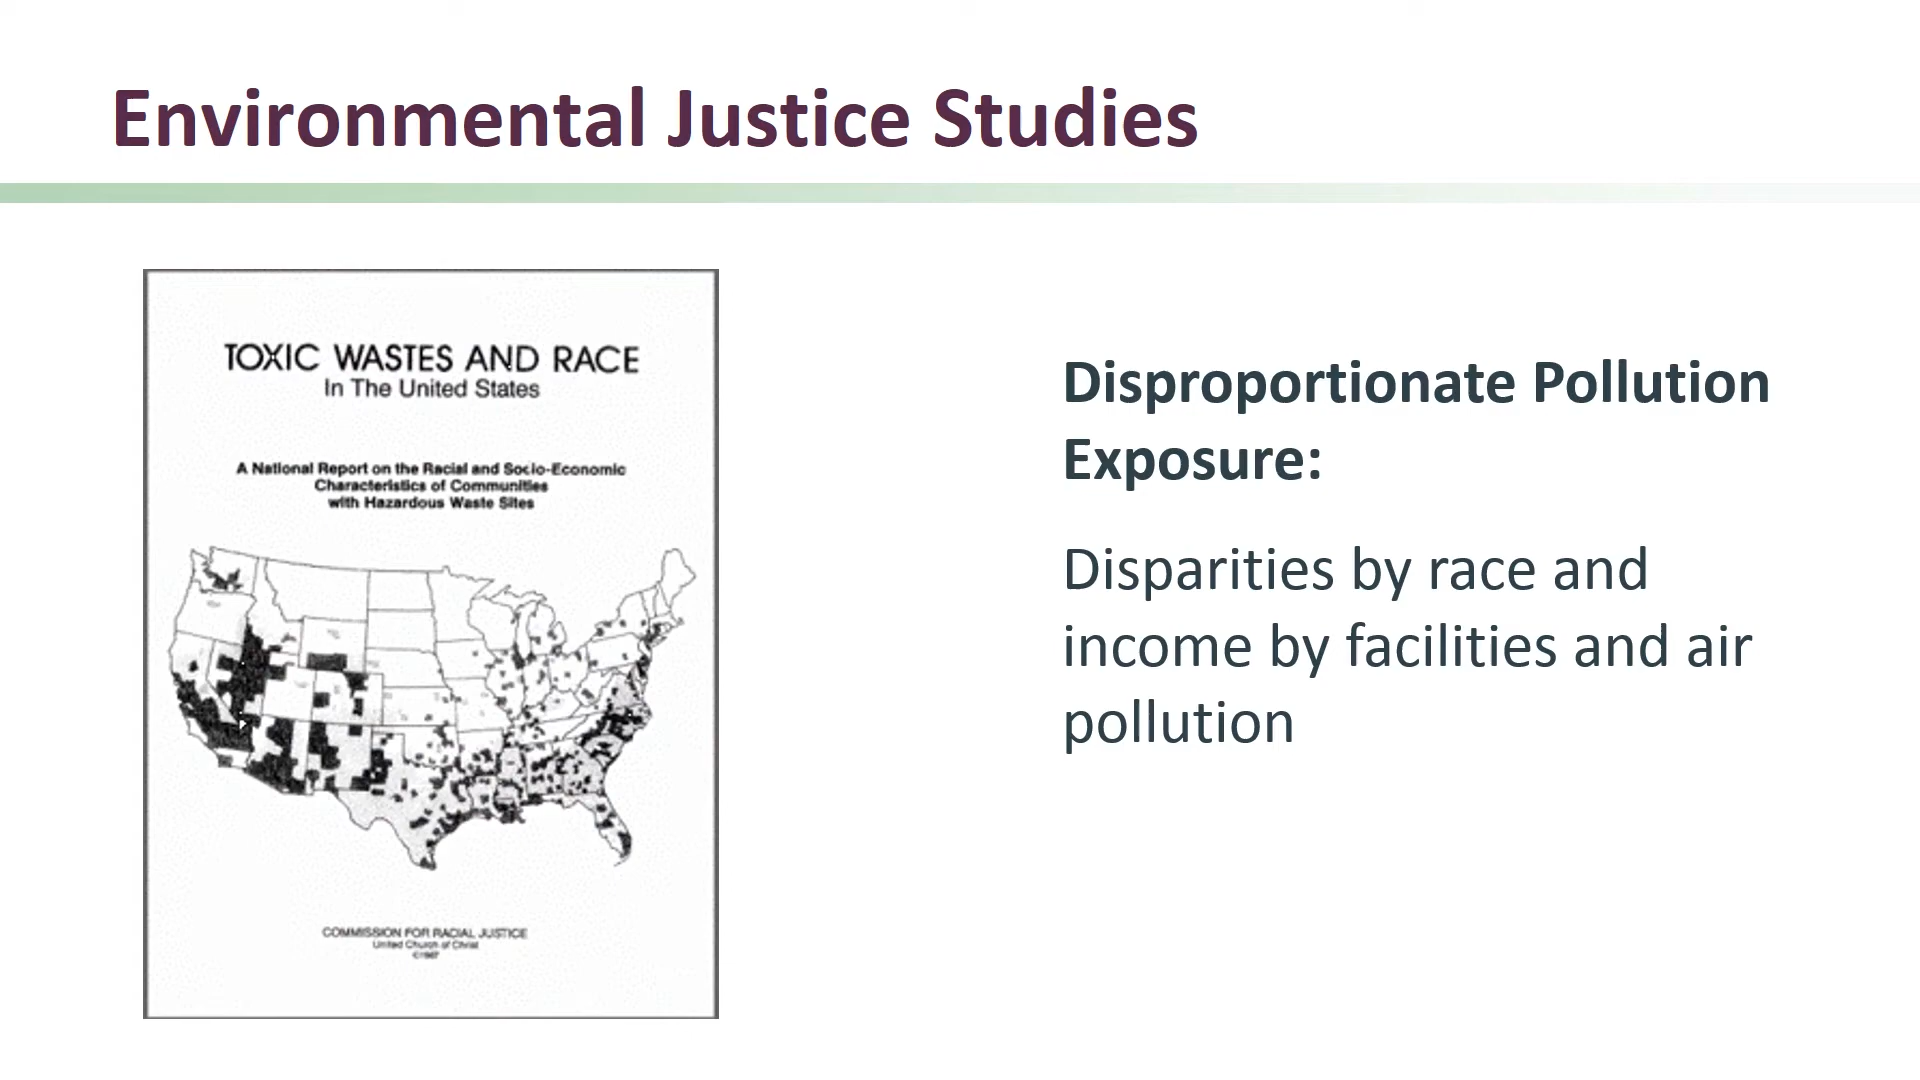 Environmental Justice Studies
TOXIC WASTES AND RACE
In The United States
A National Report on the Racial and Socio-Economic
Characteristics of Communities
with Hazardous Waste Sites
COMMISSION FOR RACIAL JUSTICE
United Church of Christ
©1987
Disproportionate Pollution
Exposure:
Disparities by race and
income by facilities and air
pollution